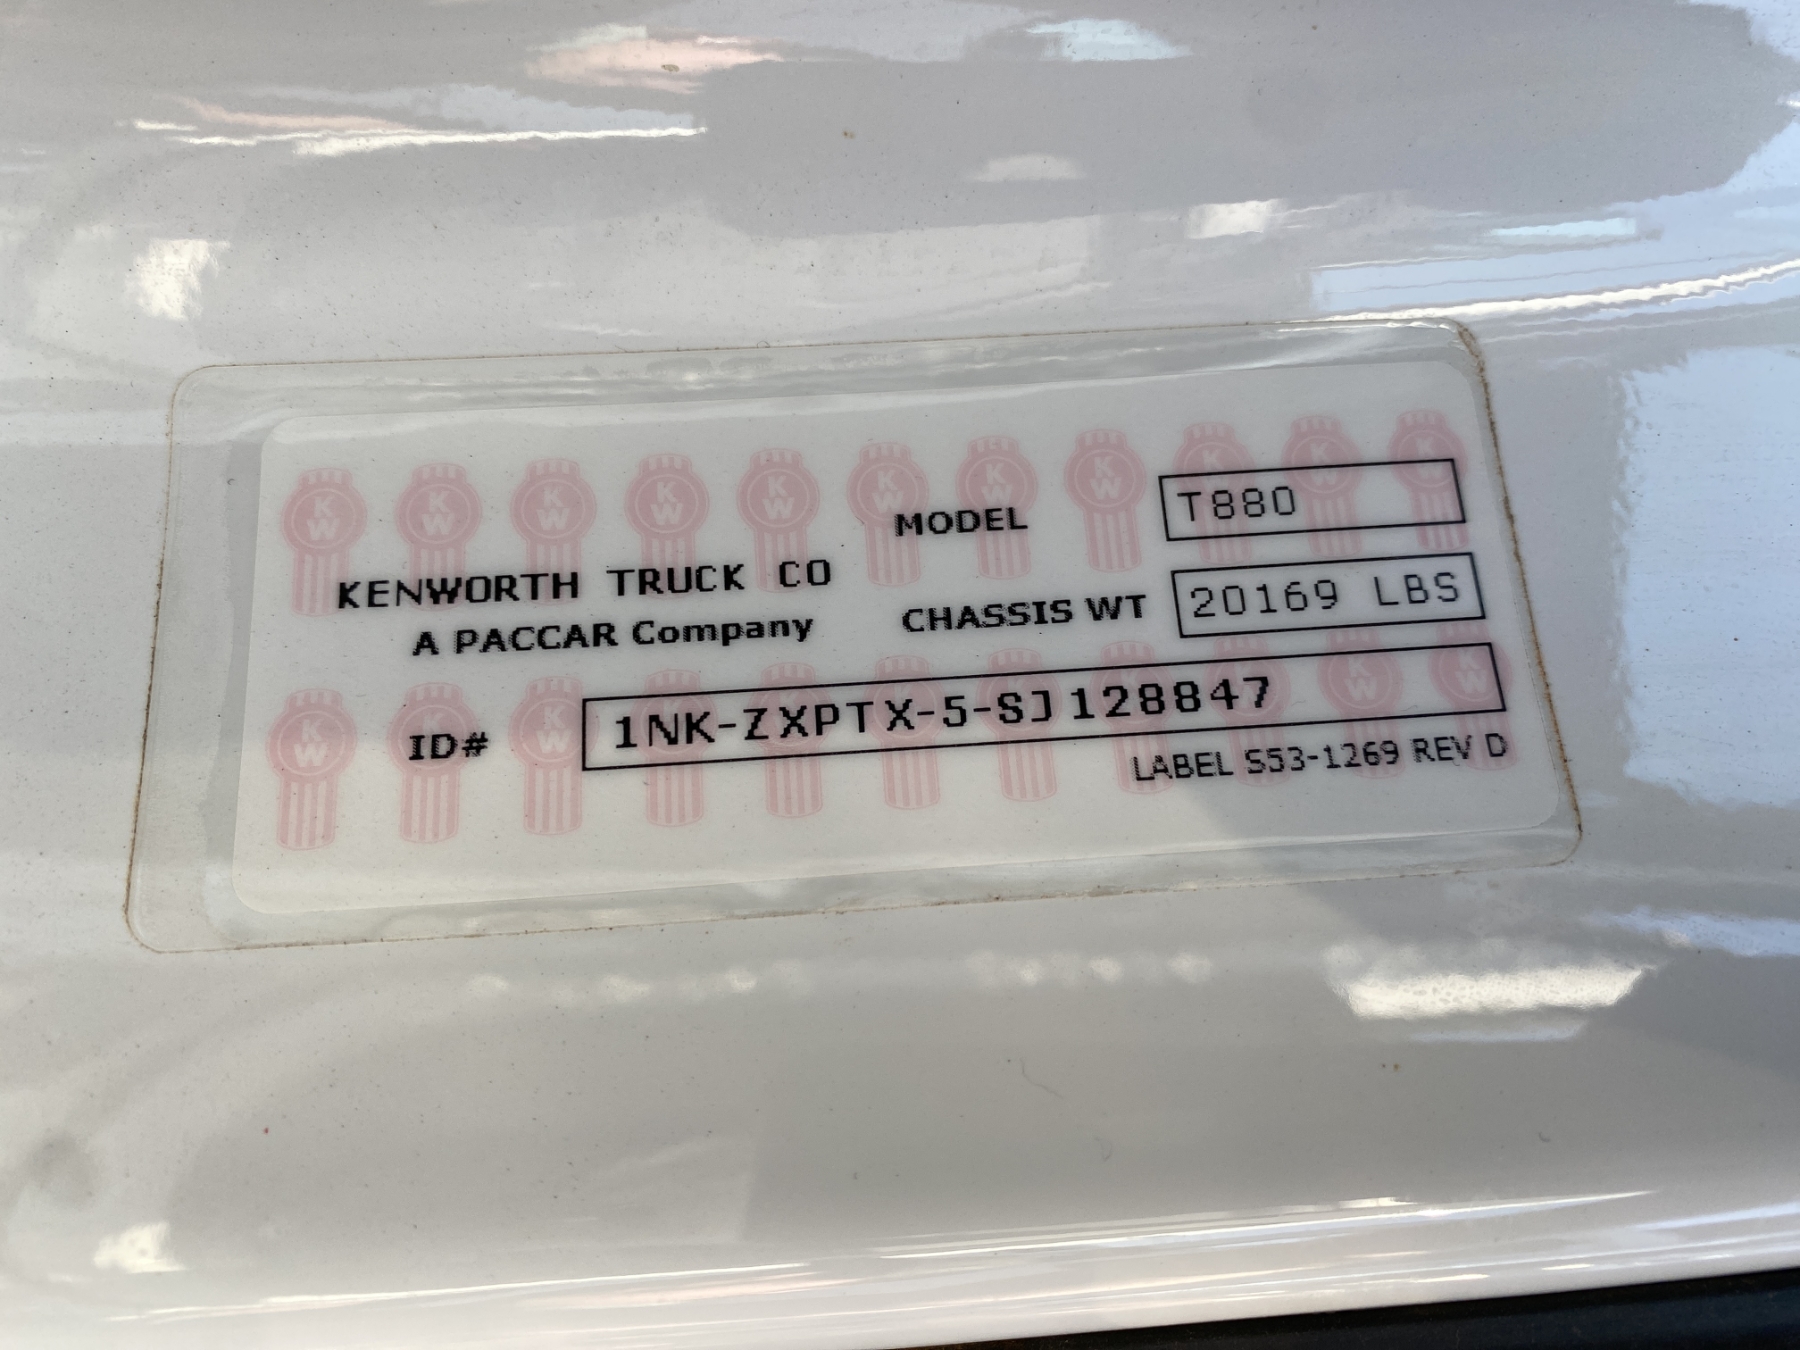 KENWORTH TRUCK CO
A PACCAR Company
MODEL T880
CHASSIS WT 20169 LBS
ID# 1NK-ZXPTX-5-SJ128847
LABEL S53-1269 REV D